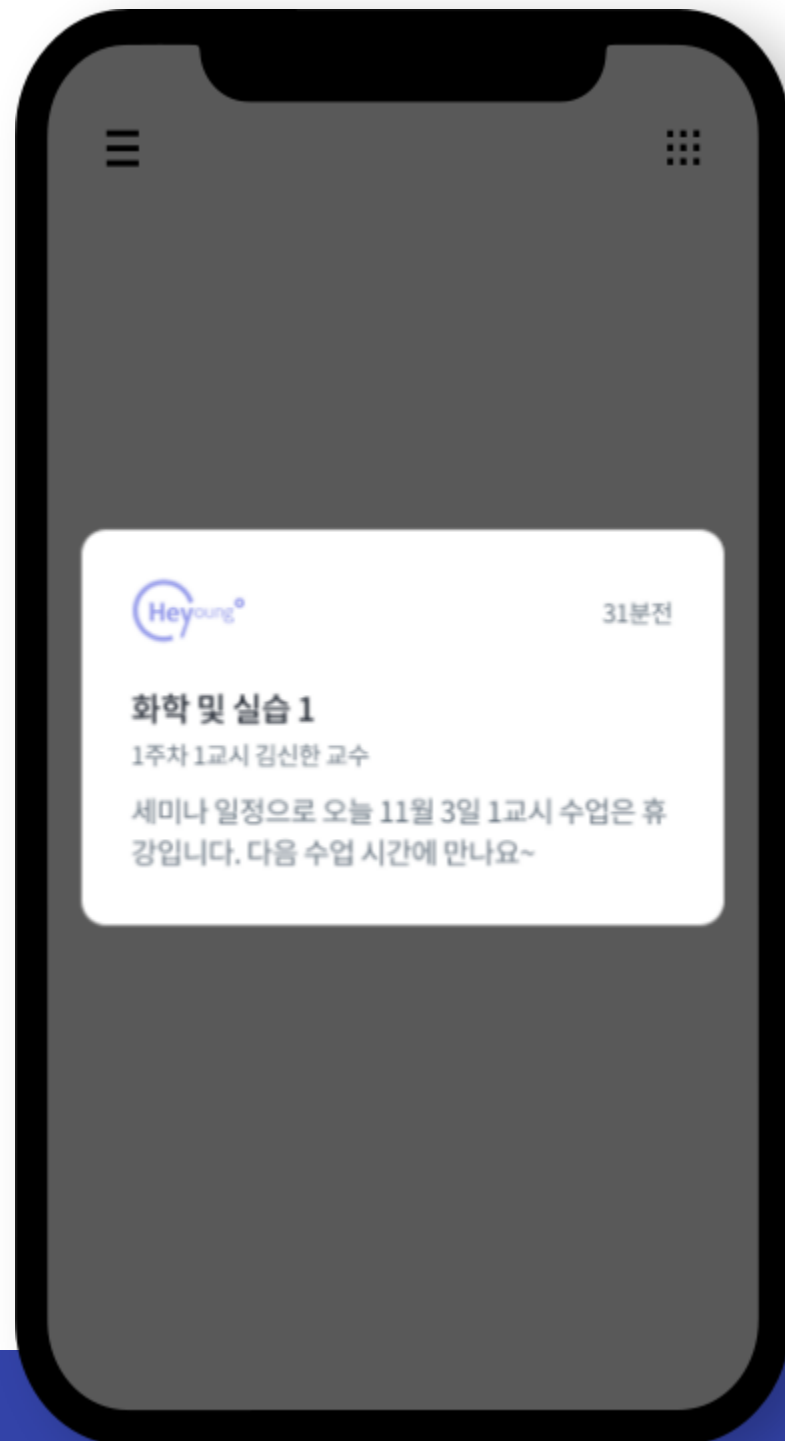 Heyoung
31분전
화학 및 실습 1
1주차 1교시 김신한 교수
세미나 일정으로 오늘 11월 3일 1교시 수업은 휴
강입니다. 다음 수업 시간에 만나요~